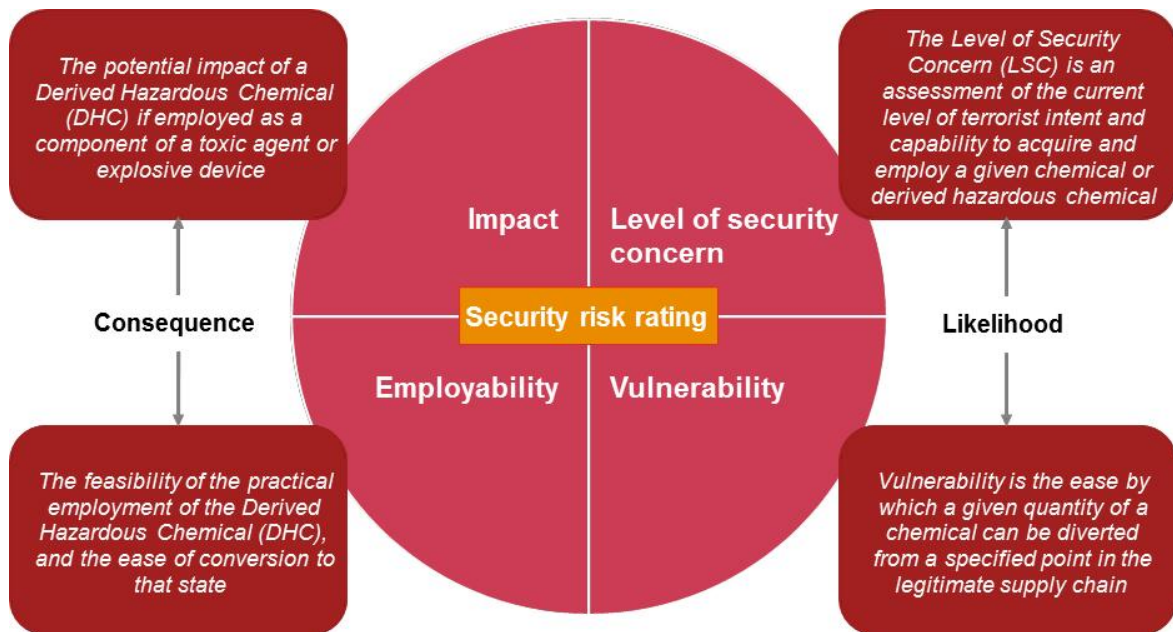 The potential impact of a
Derived Hazardous Chemical
(DHC) if employed as a
component of a toxic agent or
explosive device
The Level of Security
Concern (LSC) is an
assessment of the current
level of terrorist intent and
capability to acquire and
employ a given chemical or
derived hazardous chemical
Impact
Level of security
concern
Consequence
Security risk rating
Likelihood
Employability
Vulnerability
The feasibility of the practical
employment of the Derived
Hazardous Chemical (DHC),
and the ease of conversion to
that state
Vulnerability is the ease by
which a given quantity of a
chemical can be diverted
from a specified point in the
legitimate supply chain